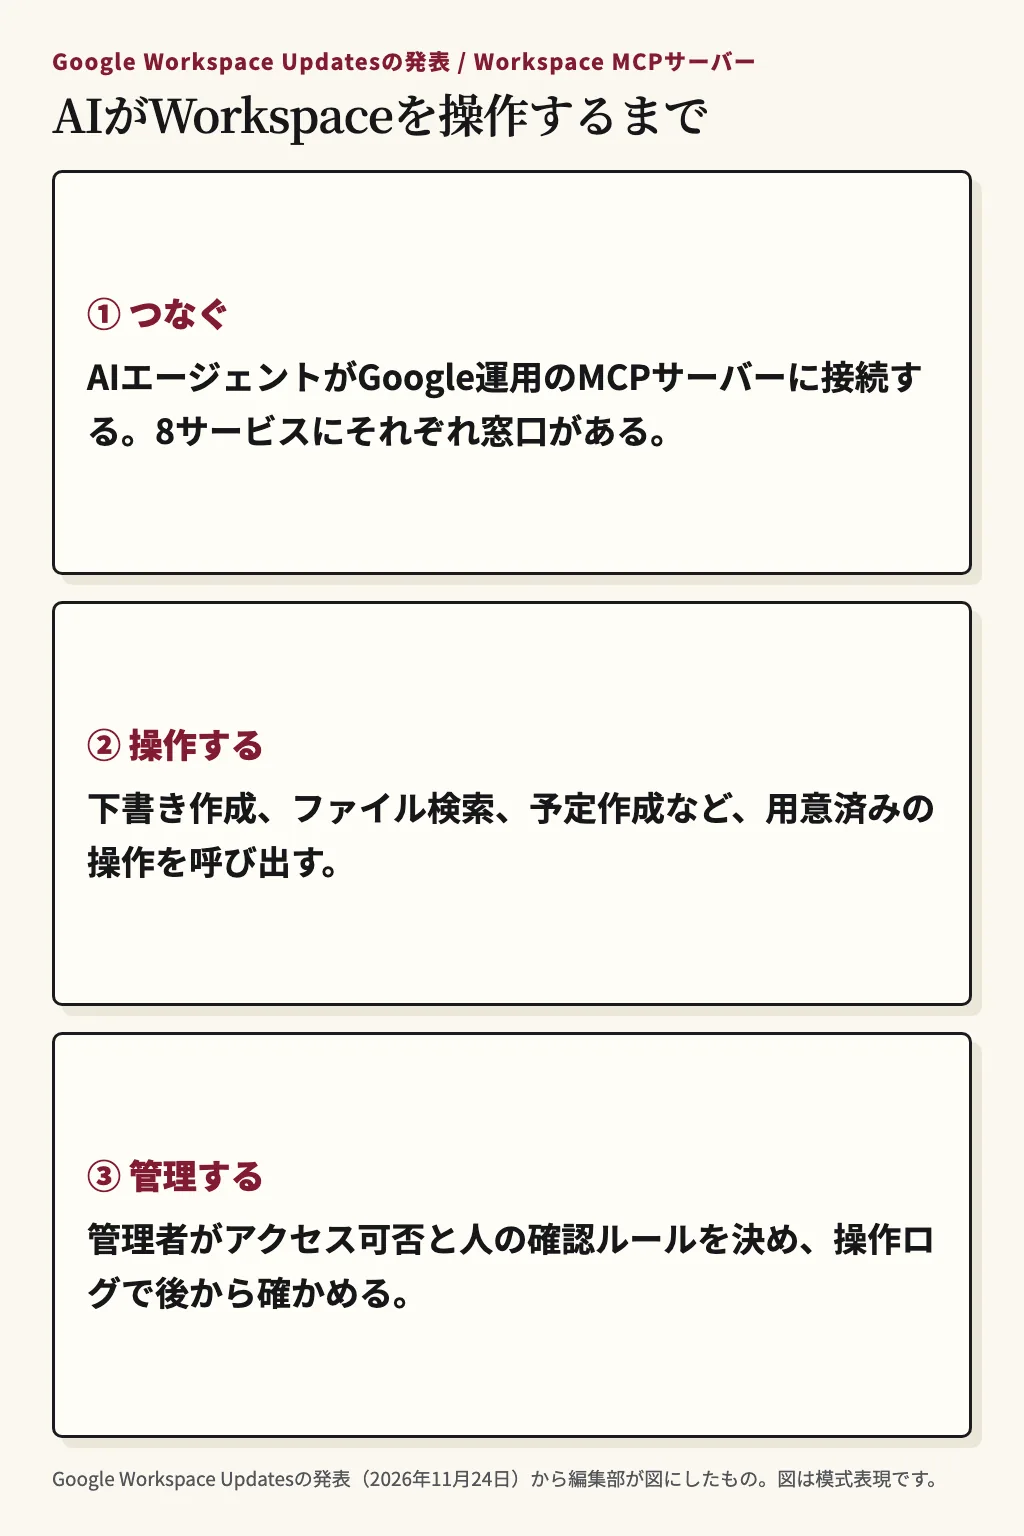 Google Workspace Updatesの発表 / Workspace MCPサーバー
AIがWorkspaceを操作するまで
① つなぐ
AIエージェントがGoogle運用のMCPサーバーに接続す
る。8サービスにそれぞれ窓口がある。
② 操作する
下書き作成、ファイル検索、予定作成など、用意済みの
操作を呼び出す。
③ 管理する
管理者がアクセス可否と人の確認ルールを決め、操作ロ
グで後から確かめる。
Google Workspace Updatesの発表（2026年11月24日）から編集部が図にしたもの。図は模式表現です。